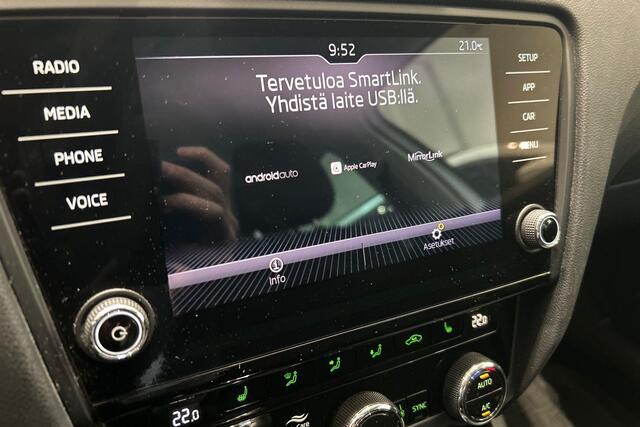 9:52
21.0°C
RADIO
MEDIA
PHONE
VOICE
Tervetuloa SmartLink.
Yhdistä laite USB:llä.
androidauto
Apple CarPlay
MirrorLink
Info
Asetukset
SETUP
APP
CAR
MENU
22.0
22.0
SYNC
AUTO
A/C